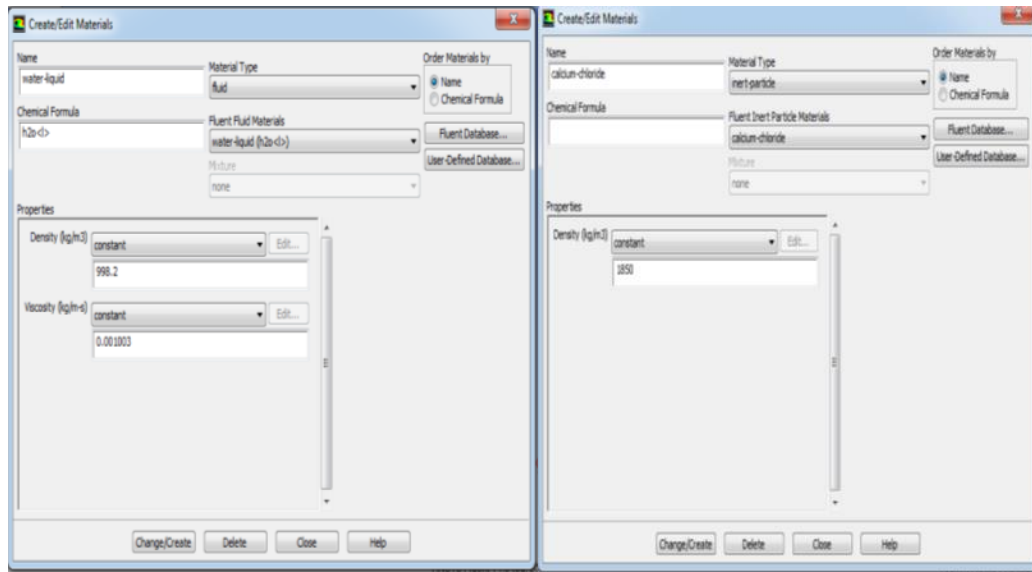 Create/Edit Materials
Name
water-liquid
Material Type
fluid
Order Materials by
Name
Chemical Formula
Chemical Formula
h2o<l>
Fluent Fluid Materials
water-liquid (h2o<l>)
Fluent Database...
User-Defined Database...
Mixture
none
Properties
Density (kg/m3)
constant
Edit...
998.2
Viscosity (kg/m-s)
constant
Edit...
0.001003
Change/Create
Delete
Close
Help
Create/Edit Materials
Name
calcium-chloride
Material Type
inert-particle
Order Materials by
Name
Chemical Formula
Chemical Formula
Fluent Inert Particle Materials
calcium-chloride
Fluent Database...
User-Defined Database...
Mixture
none
Properties
Density (kg/m3)
constant
Edit...
1850
Change/Create
Delete
Close
Help